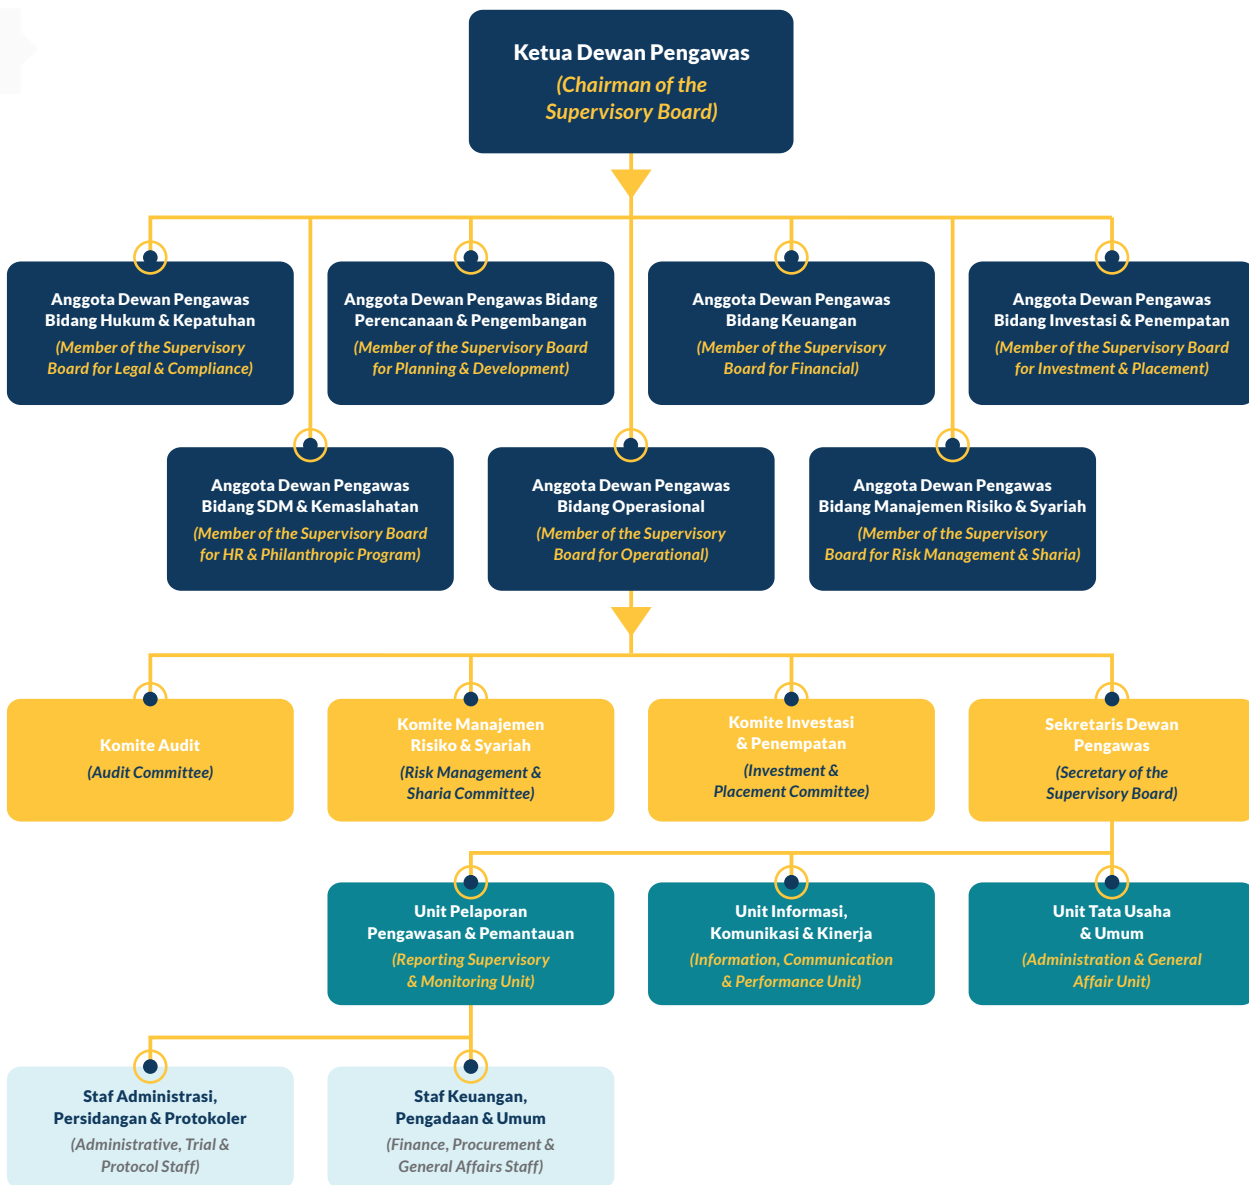 Ketua Dewan Pengawas
(Chairman of the
Supervisory Board)
Anggota Dewan Pengawas
Bidang Hukum & Kepatuhan
(Member of the Supervisory
Board for Legal & Compliance)
Anggota Dewan Pengawas Bidang
Perencanaan & Pengembangan
(Member of the Supervisory Board
for Planning & Development)
Anggota Dewan Pengawas
Bidang Keuangan
(Member of the Supervisory
Board for Financial)
Anggota Dewan Pengawas
Bidang Investasi & Penempatan
(Member of the Supervisory Board
for Investment & Placement)
Anggota Dewan Pengawas
Bidang SDM & Kemaslahatan
(Member of the Supervisory Board
for HR & Philanthropic Program)
Anggota Dewan Pengawas
Bidang Operasional
(Member of the Supervisory
Board for Operational)
Anggota Dewan Pengawas
Bidang Manajemen Risiko & Syariah
(Member of the Supervisory
Board for Risk Management & Sharia)
Komite Audit
(Audit Committee)
Komite Manajemen
Risiko & Syariah
(Risk Management &
Sharia Committee)
Komite Investasi
& Penempatan
(Investment &
Placement Committee)
Sekretaris Dewan
Pengawas
(Secretary of the
Supervisory Board)
Unit Pelaporan
Pengawasan & Pemantauan
(Reporting Supervisory
& Monitoring Unit)
Unit Informasi,
Komunikasi & Kinerja
(Information, Communication
& Performance Unit)
Unit Tata Usaha
& Umum
(Administration & General
Affair Unit)
Staf Administrasi,
Persidangan & Protokoler
(Administrative, Trial &
Protocol Staff)
Staf Keuangan,
Pengadaan & Umum
(Finance, Procurement &
General Affairs Staff)